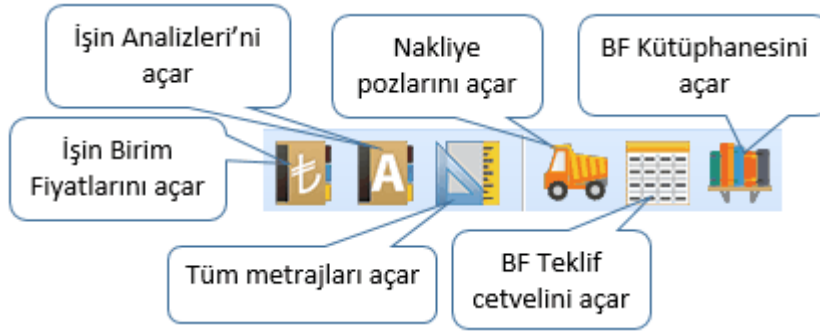 İşin Analizleri’ni
açar
Nakliye
pozlarını açar
BF Kütüphanesini
açar
İşin Birim
Fiyatlarını açar
₺
A
Tüm metrajları açar
BF Teklif
cetvelini açar